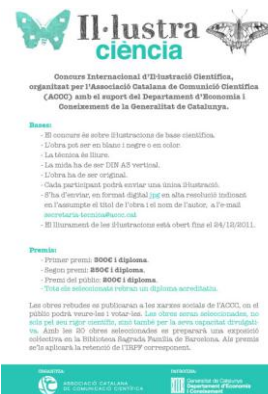 Il·lustra
ciència
Concurs Internacional d'Il·lustració Científica,
organitzat per l'Associació Catalana de Comunicació Científica
(ACCC) amb el suport del Departament d'Economia i
Coneixement de la Generalitat de Catalunya.
Bases:
- El concurs és sobre il·lustracions de base científica.
- L'obra pot ser en blanc i negre o en color.
- La tècnica és lliure.
- La mida ha de ser DIN A3 vertical.
- L'obra ha de ser original.
- Cada participant podrà enviar una única il·lustració.
- S'ha d'enviar, en format digital jpg en alta resolució indicant
en l'assumpte el títol de l'obra i el nom de l'autor, a l'e-mail
secretaria-tecnica@accc.cat
- El lliurament de les il·lustracions està obert fins el 24/12/2011.
Premis:
- Primer premi: 300€ i diploma.
- Segon premi: 250€ i diploma.
- Premi del públic: 200€ i diploma.
- Tots els seleccionats rebran un diploma acreditatiu.
Les obres rebudes es publicaran a les xarxes socials de l'ACCC, on el
públic podrà veure-les i votar-les. Les obres seran seleccionades, no
sols pel seu rigor científic, sinó també per la seva capacitat divulgati-
va. Amb les 20 obres seleccionades es prepararà una exposició
col·lectiva en la Biblioteca Sagrada Família de Barcelona. Als premis
se'ls aplicarà la retenció de l'IRPF corresponent.
ORGANITZA:
ASSOCIACIÓ CATALANA
DE COMUNICACIÓ CIENTÍFICA
PATROCINA:
Generalitat de Catalunya
Departament d'Economia
i Coneixement